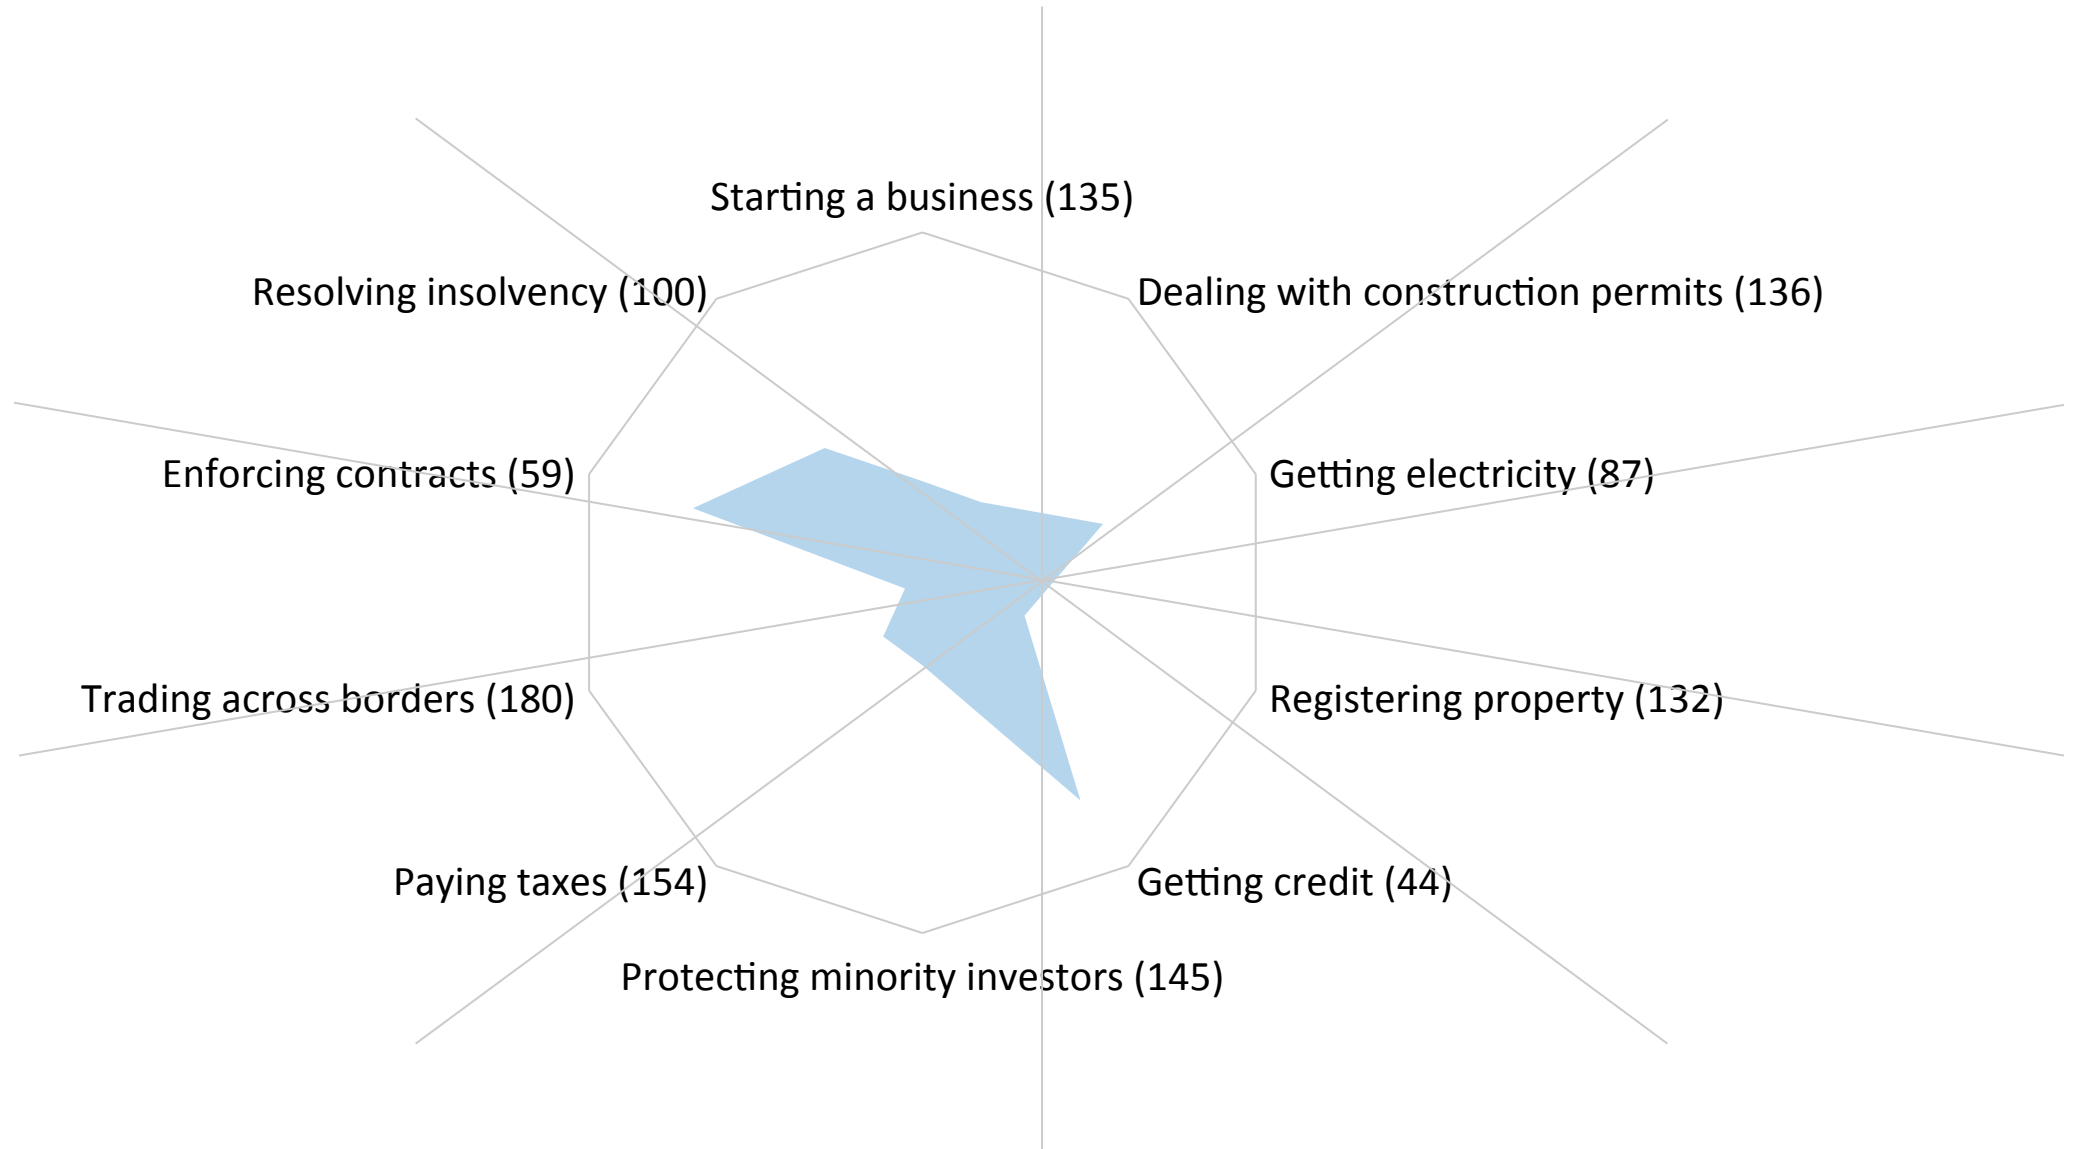 Starting a business (135)
Resolving insolvency (100)
Dealing with construction permits (136)
Enforcing contracts (59)
Getting electricity (87)
Trading across borders (180)
Registering property (132)
Paying taxes (154)
Getting credit (44)
Protecting minority investors (145)